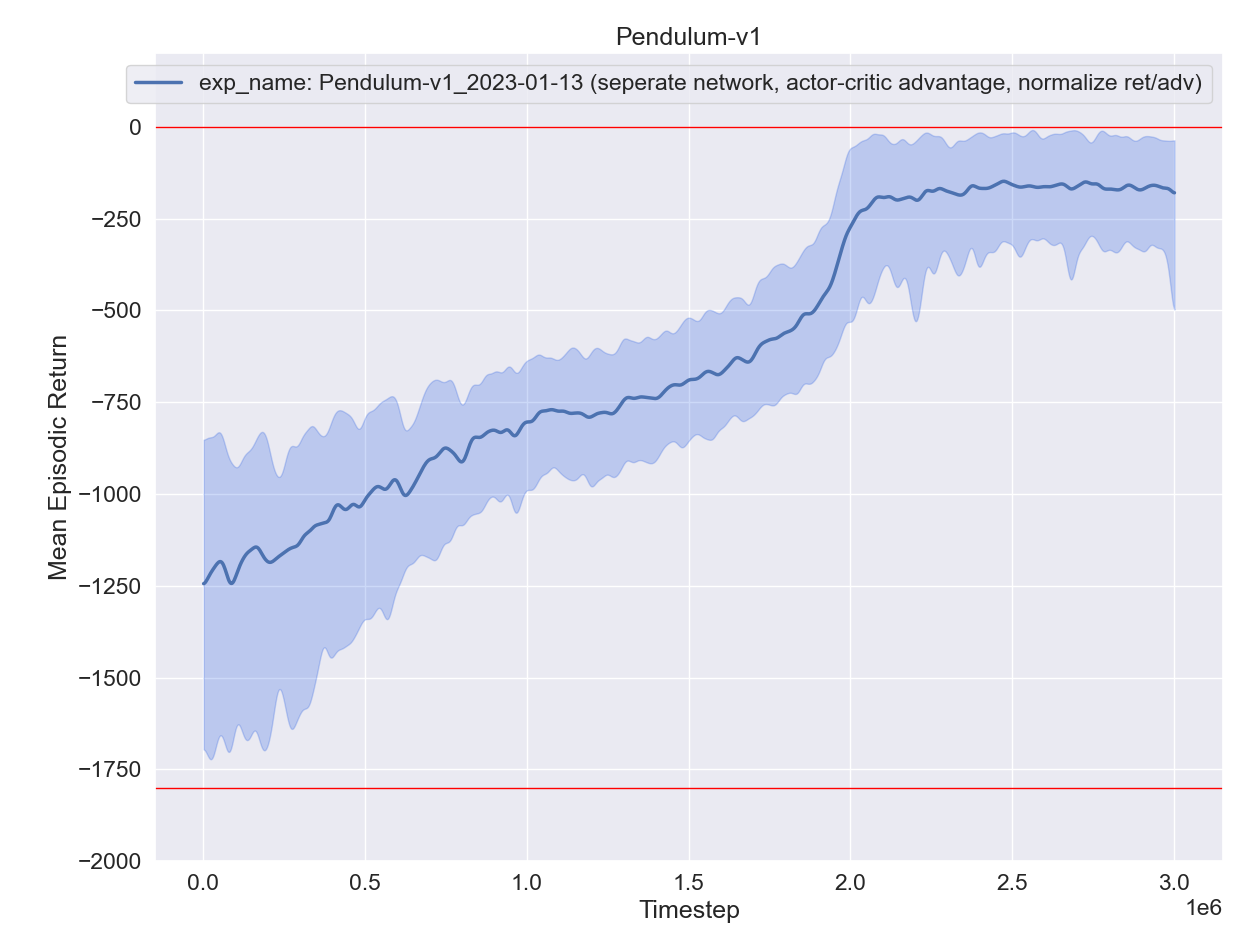 Pendulum-v1
exp_name: Pendulum-v1_2023-01-13 (seperate network, actor-critic advantage, normalize ret/adv)
Mean Episodic Return
0
−250
−500
−750
−1000
−1250
−1500
−1750
−2000
0.0 0.5 1.0 1.5 2.0 2.5 3.0
1e6
Timestep